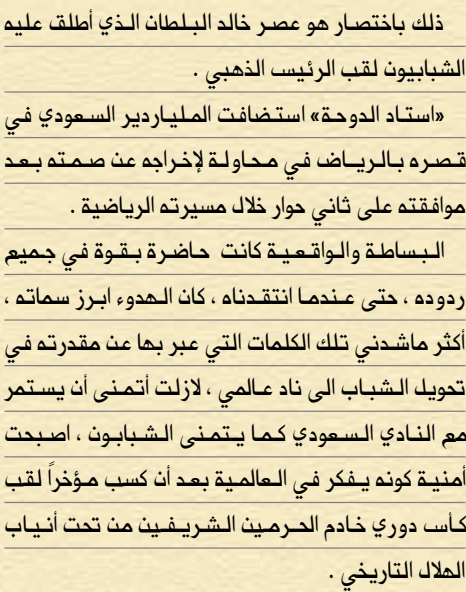 ذلك باختصار هو عصر خالد البلطان الذي أطلق عليه
الشبابيون لقب الرئيس الذهبي .
«استاد الدوحة» استضافت الملياردير السعودي في
قصره بالرياض في محاولة لإخراجه عن صمته بعد
موافقته على ثاني حوار خلال مسيرته الرياضية .
البساطة والواقعية كانت حاضرة بقوة في جميع
ردوده ، حتى عندما انتقدناه ، كان الهدوء ابرز سماته ،
أكثر ماشدني تلك الكلمات التي عبر بها عن مقدرته في
تحويل الشباب الى ناد عالمي ، لازلت أتمنى أن يستمر
مع النادي السعودي كما يتمنى الشبابون ، اصبحت
أمنية كونه يفكر في العالمية بعد أن كسب مؤخراً لقب
كأس دوري خادم الحرمين الشريفين من تحت أنياب
الهلال التاريخي .